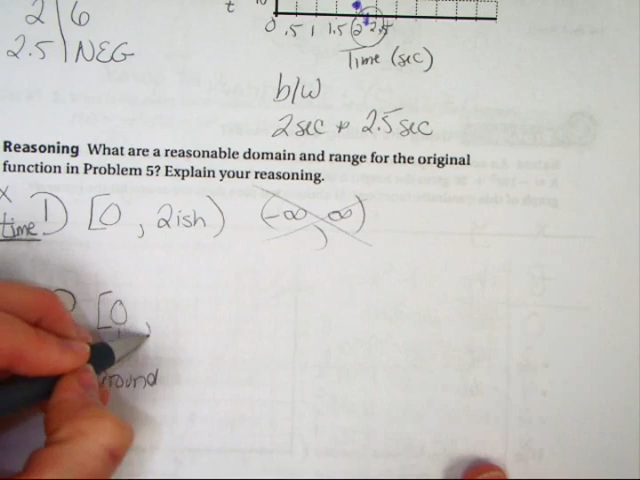 2 | 6
2.5 | NEG
t
0 .5 1 1.5 2 2.5
Time (sec)
b/w
2 sec + 2.5 sec
Reasoning What are a reasonable domain and range for the original
function in Problem 5? Explain your reasoning.
x
time D [0, 2ish) (-∞, ∞)
[0,
round